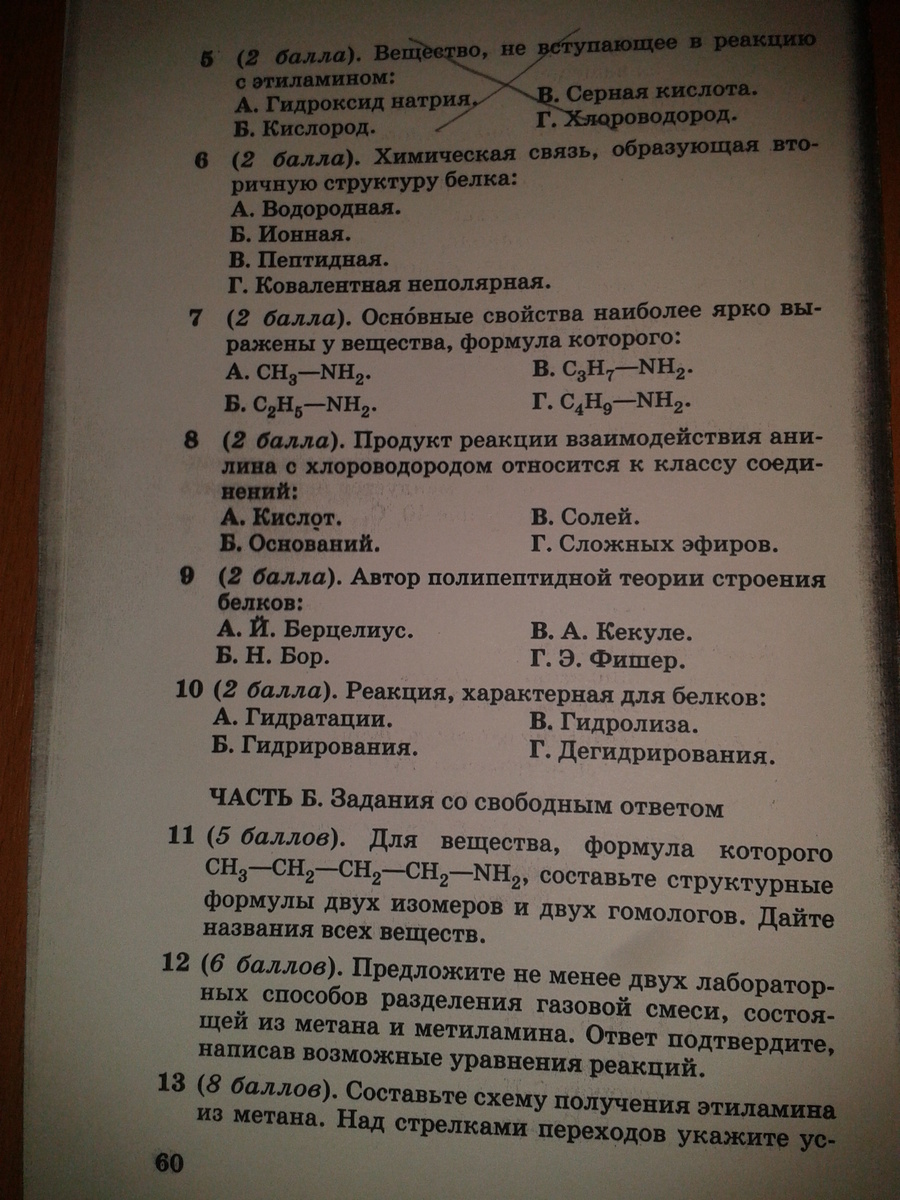 5 (2 балла). Вещество, не вступающее в реакцию
с этиламином:
А. Гидроксид натрия. В. Серная кислота.
Б. Кислород. Г. Хлороводород.
6 (2 балла). Химическая связь, образующая вто-
ричную структуру белка:
А. Водородная.
Б. Ионная.
В. Пептидная.
Г. Ковалентная неполярная.
7 (2 балла). Осно́вные свойства наиболее ярко вы-
ражены у вещества, формула которого:
А. CH₃—NH₂. В. C₃H₇—NH₂.
Б. C₂H₅—NH₂. Г. C₄H₉—NH₂.
8 (2 балла). Продукт реакции взаимодействия ани-
лина с хлороводородом относится к классу соеди-
нений:
А. Кислот. В. Солей.
Б. Оснований. Г. Сложных эфиров.
9 (2 балла). Автор полипептидной теории строения
белков:
А. Й. Берцелиус. В. А. Кекуле.
Б. Н. Бор. Г. Э. Фишер.
10 (2 балла). Реакция, характерная для белков:
А. Гидратации. В. Гидролиза.
Б. Гидрирования. Г. Дегидрирования.
ЧАСТЬ Б. Задания со свободным ответом
11 (5 баллов). Для вещества, формула которого
CH₃—CH₂—CH₂—CH₂—NH₂, составьте структурные
формулы двух изомеров и двух гомологов. Дайте
названия всех веществ.
12 (6 баллов). Предложите не менее двух лаборатор-
ных способов разделения газовой смеси, состоя-
щей из метана и метиламина. Ответ подтвердите,
написав возможные уравнения реакций.
13 (8 баллов). Составьте схему получения этиламина
из метана. Над стрелками переходов укажите ус-
60